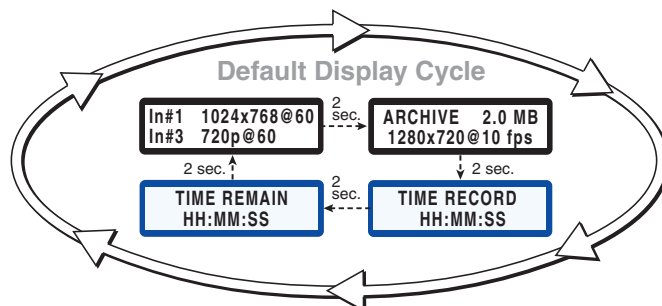 Default Display Cycle
In#1 1024x768@60
In#3 720p@60
2
sec.
ARCHIVE 2.0 MB
1280x720@10 fps
2 sec.
2 sec.
TIME REMAIN
HH:MM:SS
2
sec.
TIME RECORD
HH:MM:SS